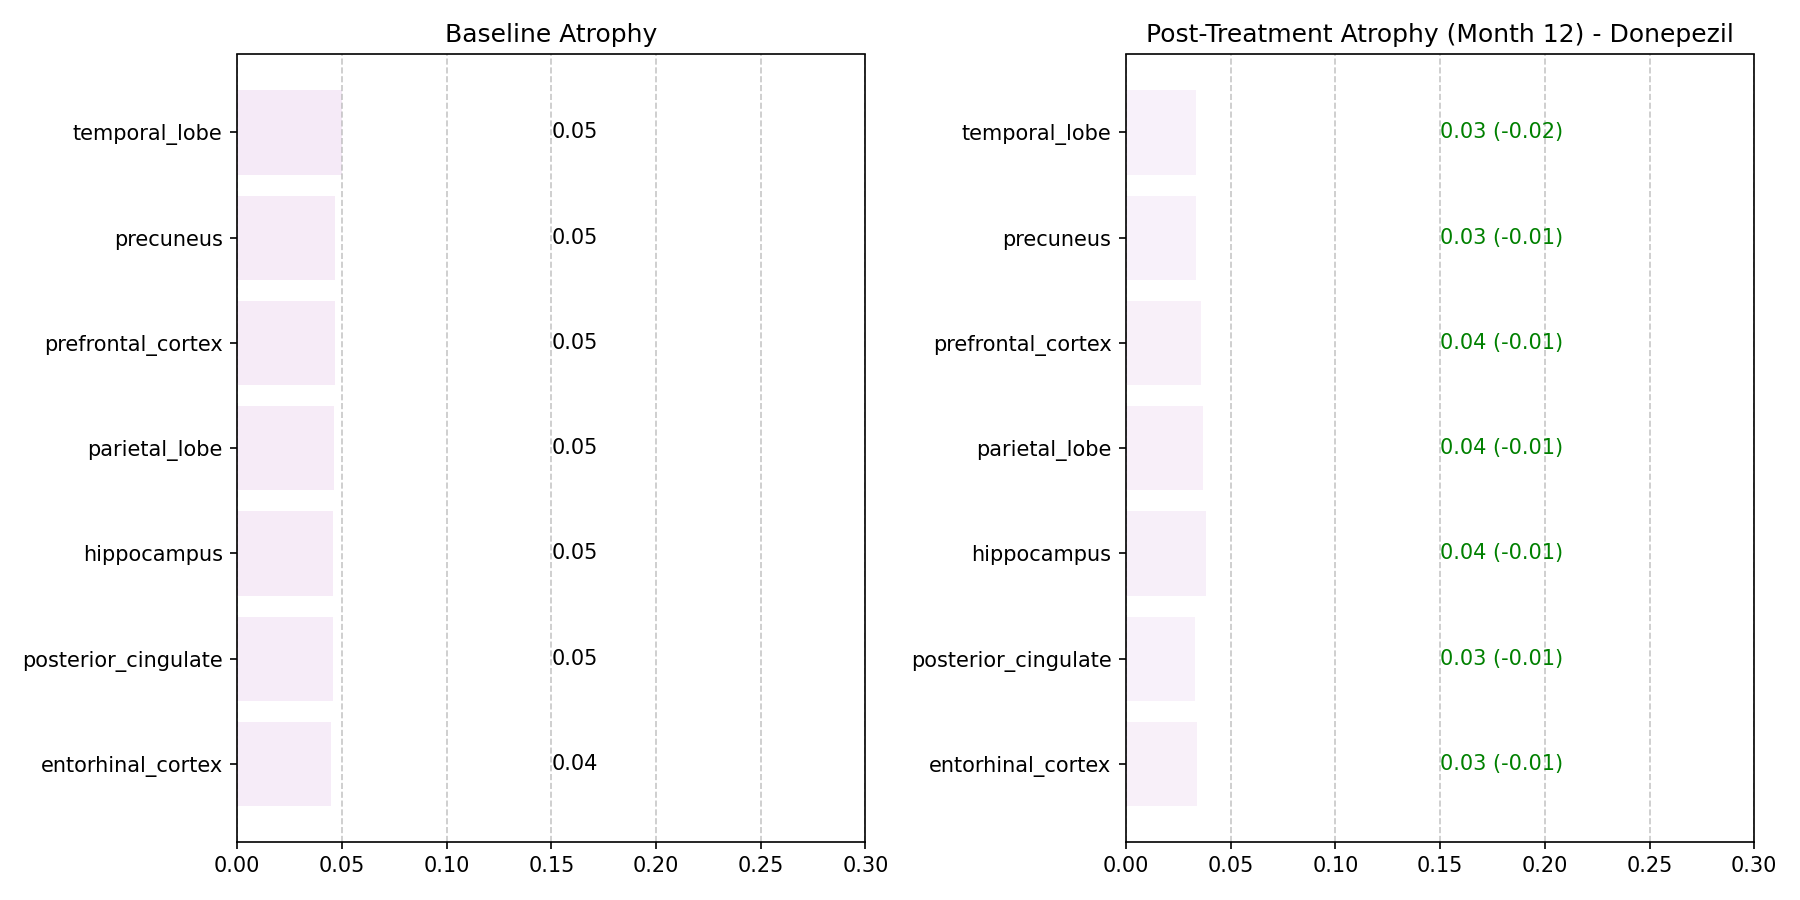 Baseline Atrophy
temporal_lobe 0.05
precuneus 0.05
prefrontal_cortex 0.05
parietal_lobe 0.05
hippocampus 0.05
posterior_cingulate 0.05
entorhinal_cortex 0.04
0.00 0.05 0.10 0.15 0.20 0.25 0.30
Post-Treatment Atrophy (Month 12) - Donepezil
temporal_lobe 0.03 (-0.02)
precuneus 0.03 (-0.01)
prefrontal_cortex 0.04 (-0.01)
parietal_lobe 0.04 (-0.01)
hippocampus 0.04 (-0.01)
posterior_cingulate 0.03 (-0.01)
entorhinal_cortex 0.03 (-0.01)
0.00 0.05 0.10 0.15 0.20 0.25 0.30